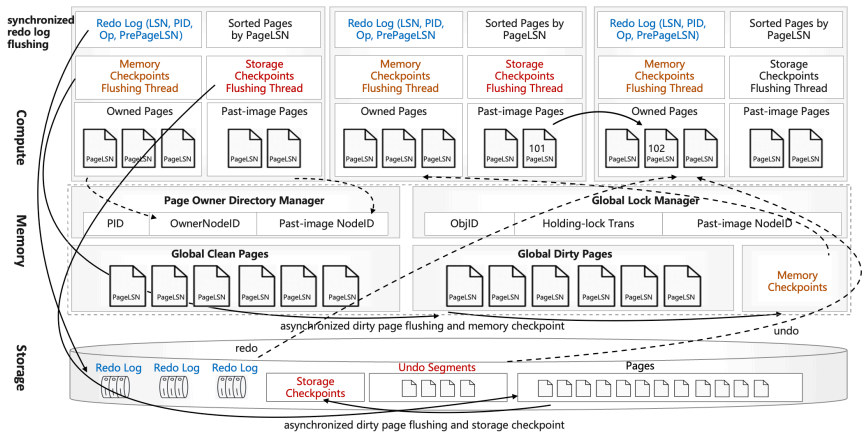 synchronized
redo log
flushing
Redo Log (LSN, PID,
Op, PrePageLSN)
Sorted Pages
by PageLSN
Redo Log (LSN, PID,
Op, PrePageLSN)
Sorted Pages by
PageLSN
Redo Log (LSN, PID,
Op, PrePageLSN)
Sorted Pages by
PageLSN
Memory
Checkpoints
Flushing Thread
Storage
Checkpoints
Flushing Thread
Memory
Checkpoints
Flushing Thread
Storage
Checkpoints
Flushing Thread
Memory
Checkpoints
Flushing Thread
Storage
Checkpoints
Flushing Thread
Compute
Owned Pages
Past-image Pages
Owned Pages
Past-image Pages
Owned Pages
Past-image Pages
101
102
PageLSN PageLSN PageLSN
PageLSN PageLSN
PageLSN PageLSN PageLSN
PageLSN PageLSN
PageLSN PageLSN PageLSN
PageLSN PageLSN
Memory
Page Owner Directory Manager
PID
OwnerNodeID
Past-image NodeID
Global Lock Manager
ObjID
Holding-lock Trans
Past-image NodeID
Global Clean Pages
PageLSN PageLSN PageLSN PageLSN PageLSN PageLSN
Global Dirty Pages
PageLSN PageLSN PageLSN PageLSN PageLSN PageLSN
Memory
Checkpoints
asynchronized dirty page flushing and memory checkpoint
undo
redo
Storage
Redo Log
Redo Log
Redo Log
Storage
Checkpoints
Undo Segments
Pages
asynchronized dirty page flushing and storage checkpoint